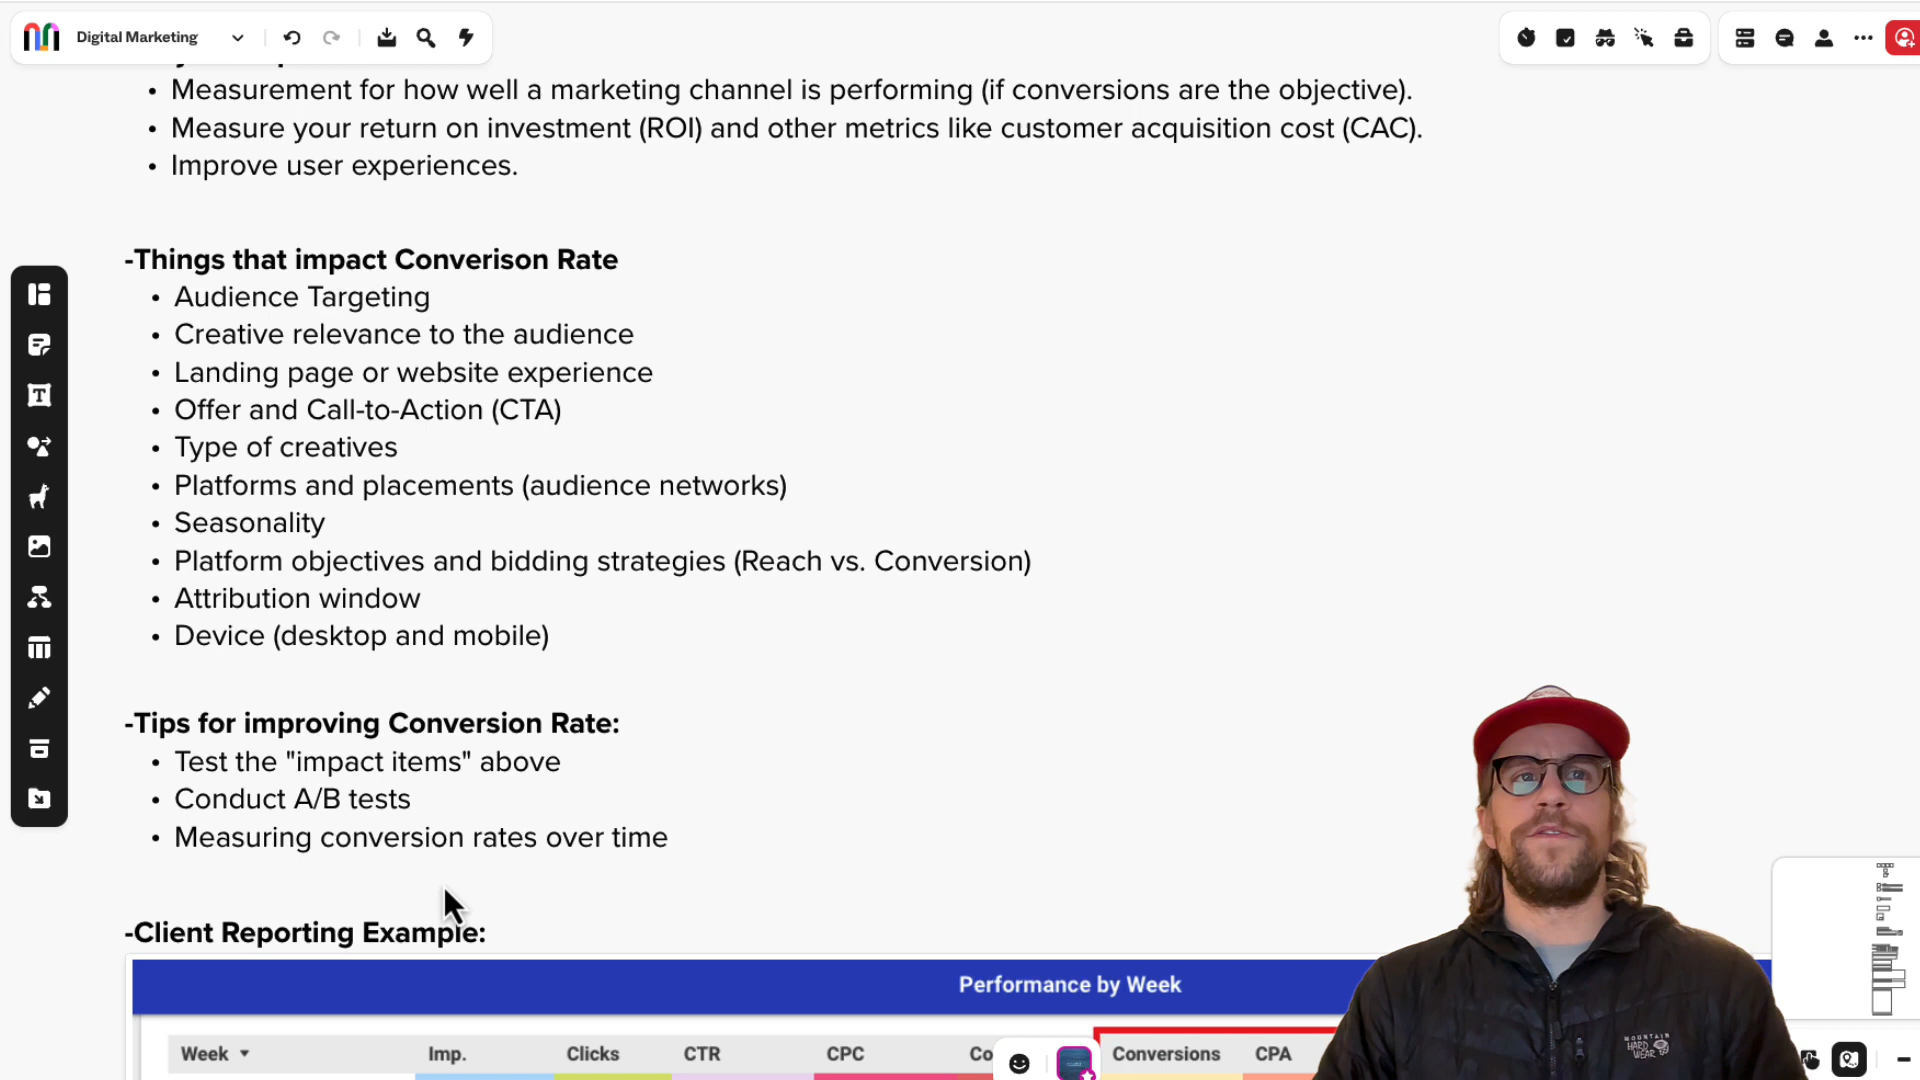 Digital Marketing
• Measurement for how well a marketing channel is performing (if conversions are the objective).
• Measure your return on investment (ROI) and other metrics like customer acquisition cost (CAC).
• Improve user experiences.
-Things that impact Converison Rate
• Audience Targeting
• Creative relevance to the audience
• Landing page or website experience
• Offer and Call-to-Action (CTA)
• Type of creatives
• Platforms and placements (audience networks)
• Seasonality
• Platform objectives and bidding strategies (Reach vs. Conversion)
• Attribution window
• Device (desktop and mobile)
-Tips for improving Conversion Rate:
• Test the "impact items" above
• Conduct A/B tests
• Measuring conversion rates over time
-Client Reporting Example:
Performance by Week
Week Imp. Clicks CTR CPC Co Conversions CPA
MOUNTAIN
HARD
WEAR